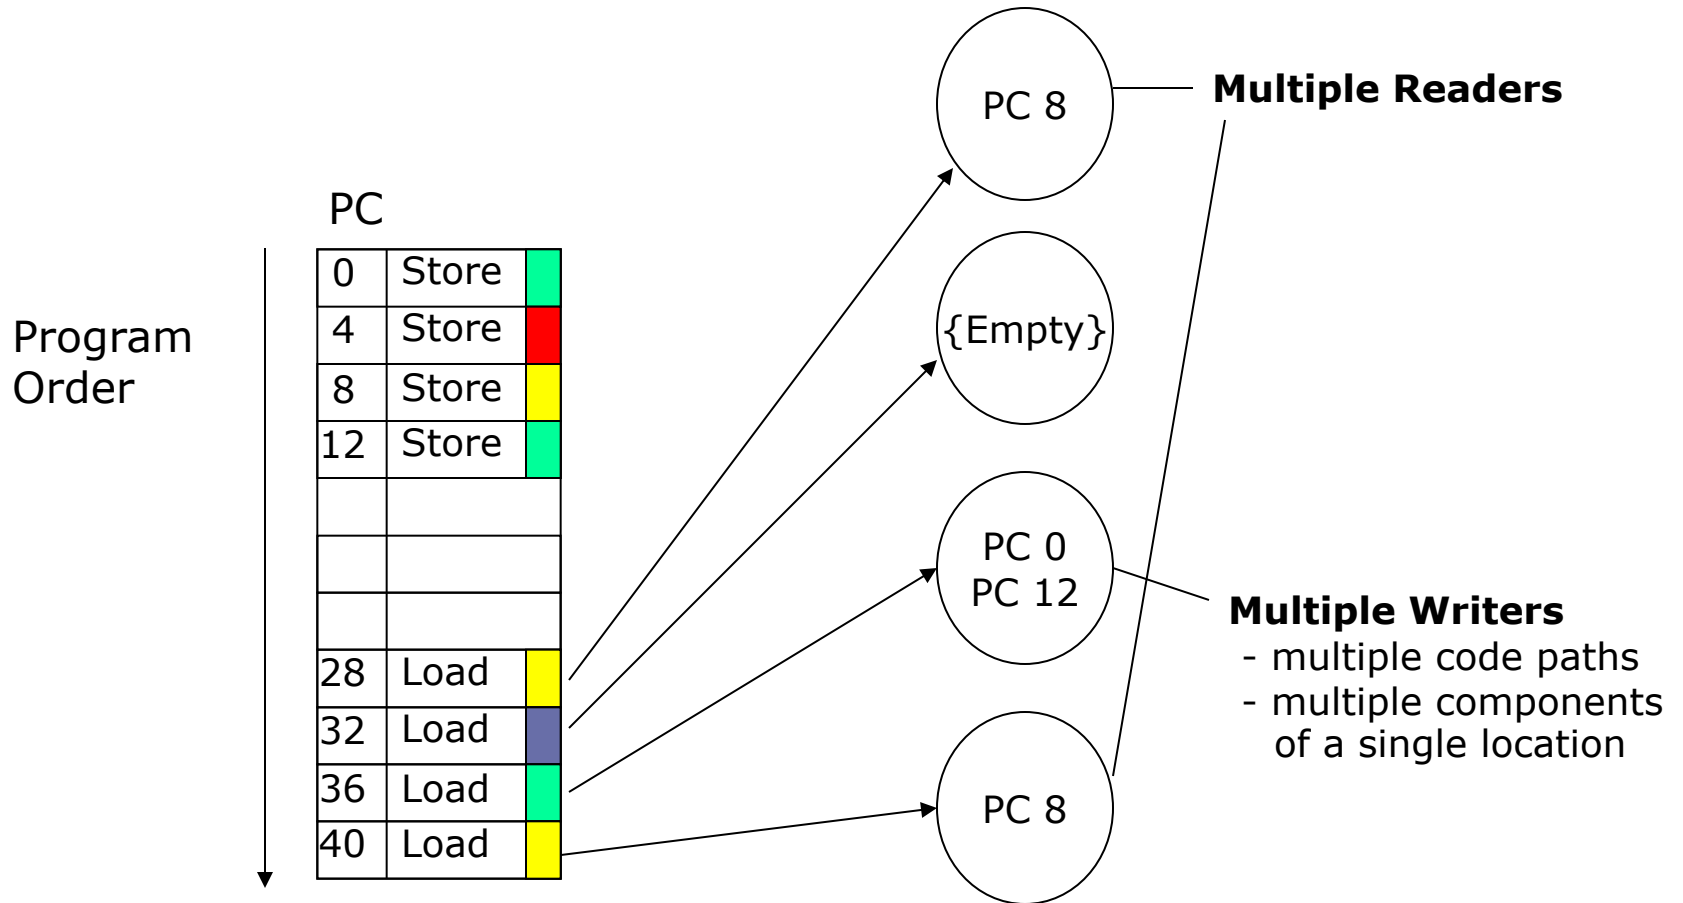 Program
Order
PC
0 Store
4 Store
8 Store
12 Store
28 Load
32 Load
36 Load
40 Load
PC 8
{Empty}
PC 0
PC 12
PC 8
Multiple Readers
Multiple Writers
- multiple code paths
- multiple components
of a single location